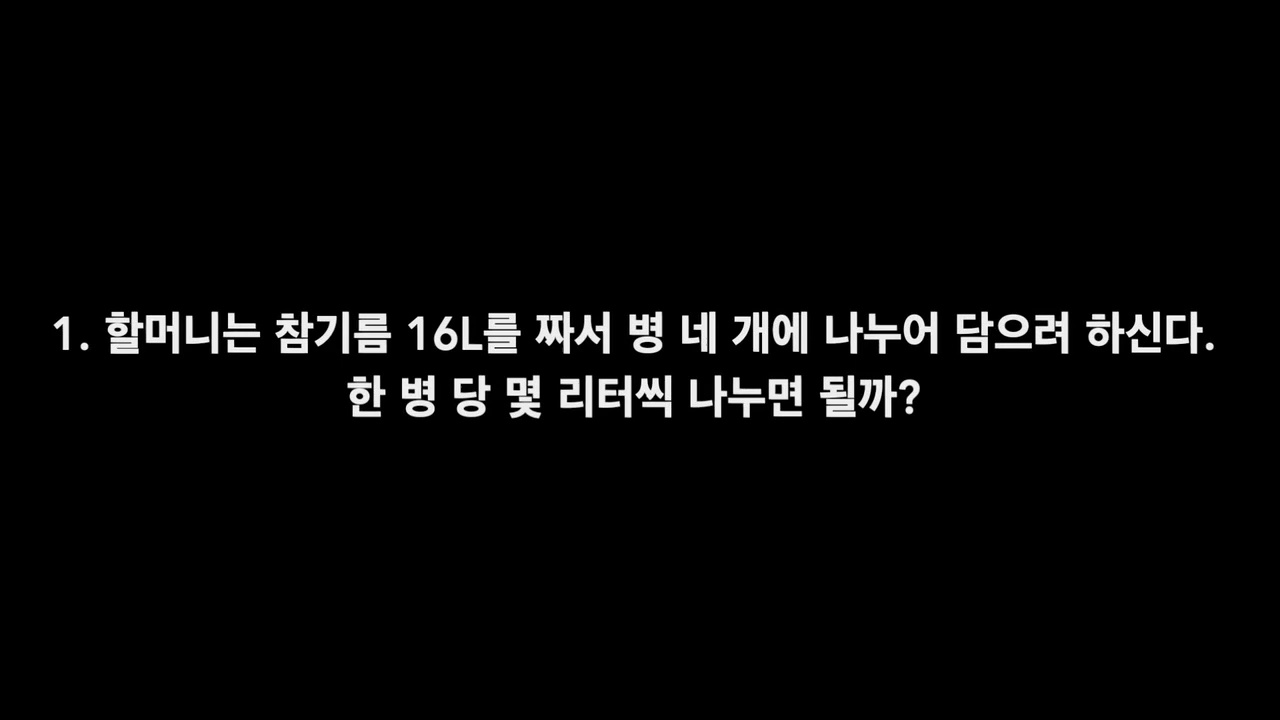 1. 할머니는 참기름 16L를 짜서 병 네 개에 나누어 담으려 하신다.
한 병 당 몇 리터씩 나누면 될까?